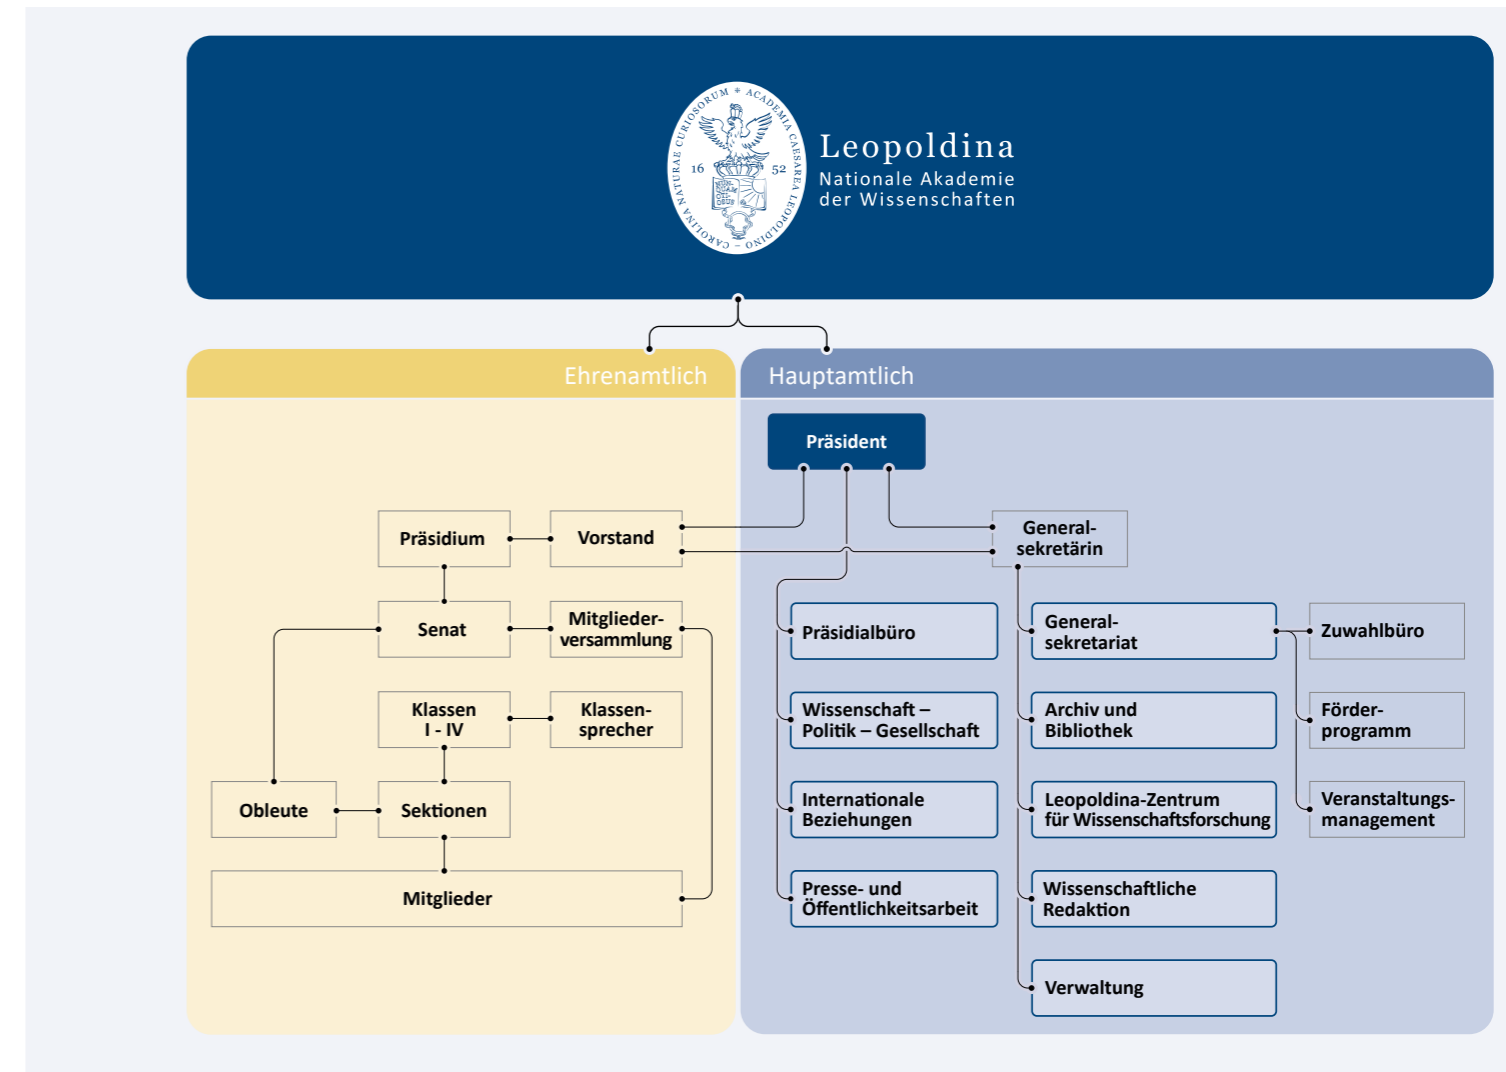 CAROLINA NATURAE CURIOSORUM * ACADEMIA CAESAREA LEOPOLDINO –
16 52
Leopoldina
Nationale Akademie
der Wissenschaften
Ehrenamtlich
Hauptamtlich
Präsident
Präsidium
Vorstand
General-
sekretärin
Senat
Mitglieder-
versammlung
Präsidialbüro
General-
sekretariat
Zuwahlbüro
Klassen
I - IV
Klassen-
sprecher
Wissenschaft –
Politik – Gesellschaft
Archiv und
Bibliothek
Förder-
programm
Obleute
Sektionen
Internationale
Beziehungen
Leopoldina-Zentrum
für Wissenschaftsforschung
Veranstaltungs-
management
Mitglieder
Presse- und
Öffentlichkeitsarbeit
Wissenschaftliche
Redaktion
Verwaltung